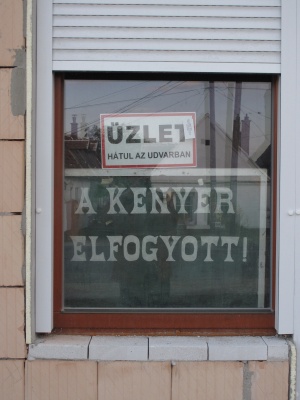 ÜZLET
HÁTUL AZ UDVARBAN
A KENYÉR
ELFOGYOTT!